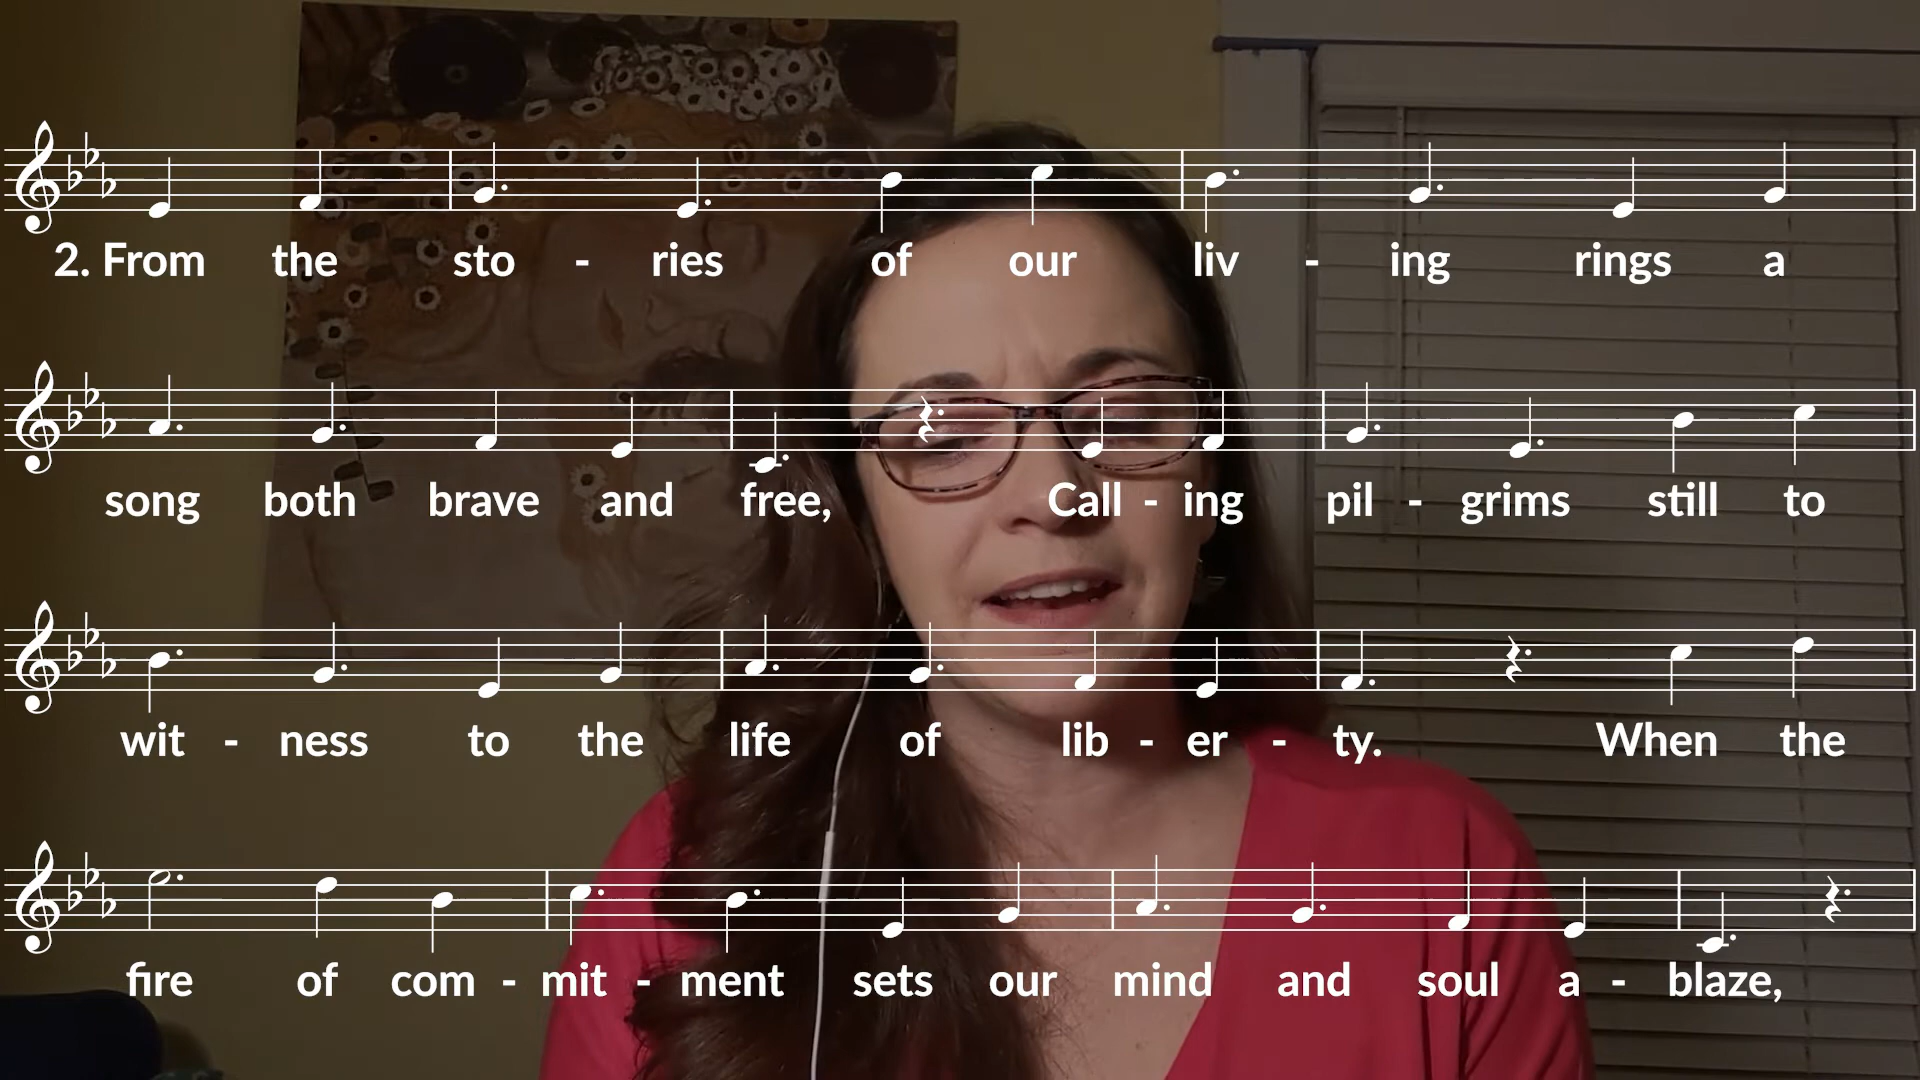 2. From the sto - ries of our liv - ing rings a
song both brave and free, Call - ing pil - grims still to
wit - ness to the life of lib - er - ty. When the
fire of com - mit - ment sets our mind and soul a - blaze,